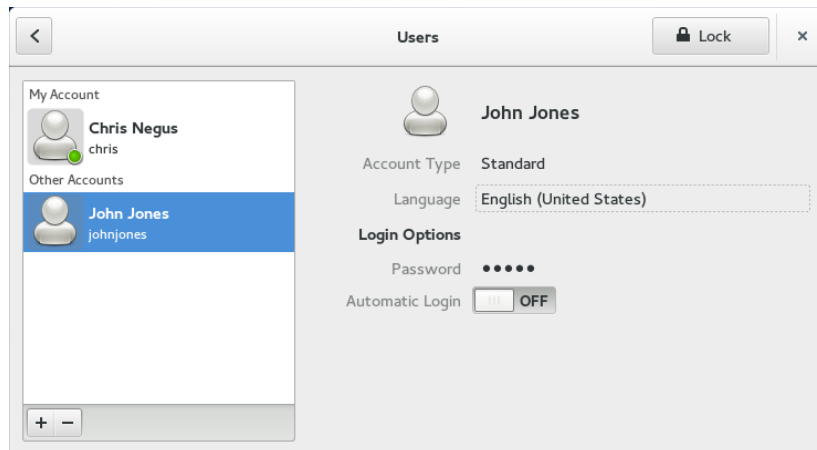 Users
Lock
My Account
Chris Negus
chris
Other Accounts
John Jones
johnjones
John Jones
Account Type Standard
Language English (United States)
Login Options
Password •••••
Automatic Login OFF